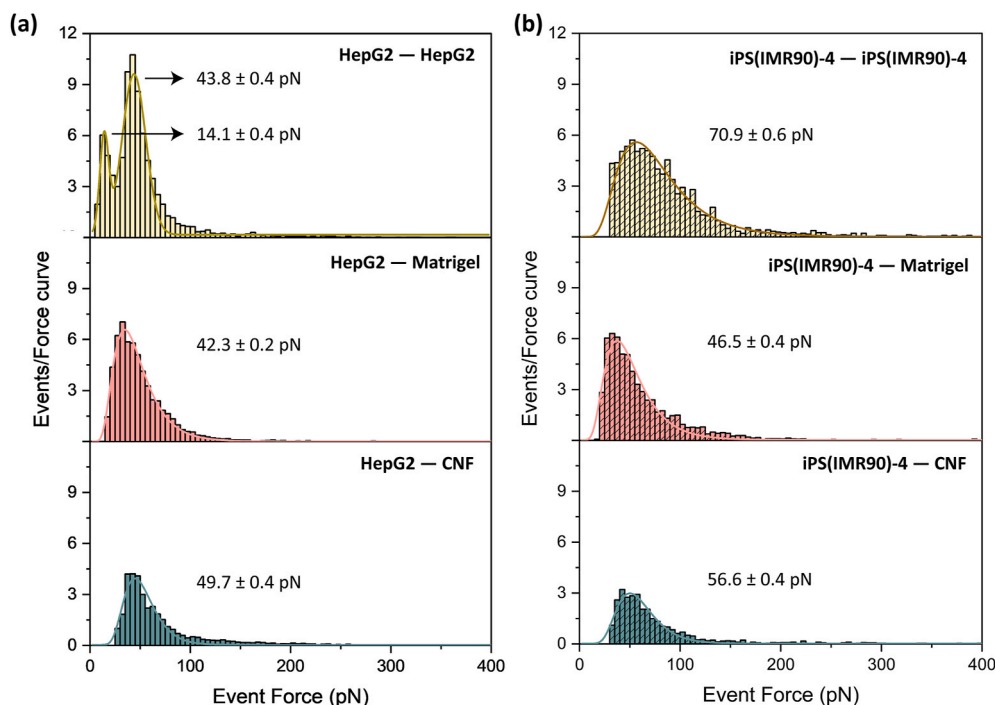 (a)
12
HepG2 — HepG2
9
43.8 ± 0.4 pN
6
14.1 ± 0.4 pN
3
HepG2 — Matrigel
9
6
42.3 ± 0.2 pN
3
HepG2 — CNF
9
6
49.7 ± 0.4 pN
3
0
0 100 200 300 400
Events/Force curve
Event Force (pN)
(b)
12
iPS(IMR90)-4 — iPS(IMR90)-4
9
6
70.9 ± 0.6 pN
3
iPS(IMR90)-4 — Matrigel
9
6
46.5 ± 0.4 pN
3
iPS(IMR90)-4 — CNF
9
6
56.6 ± 0.4 pN
3
0
0 100 200 300 400
Events/Force curve
Event Force (pN)